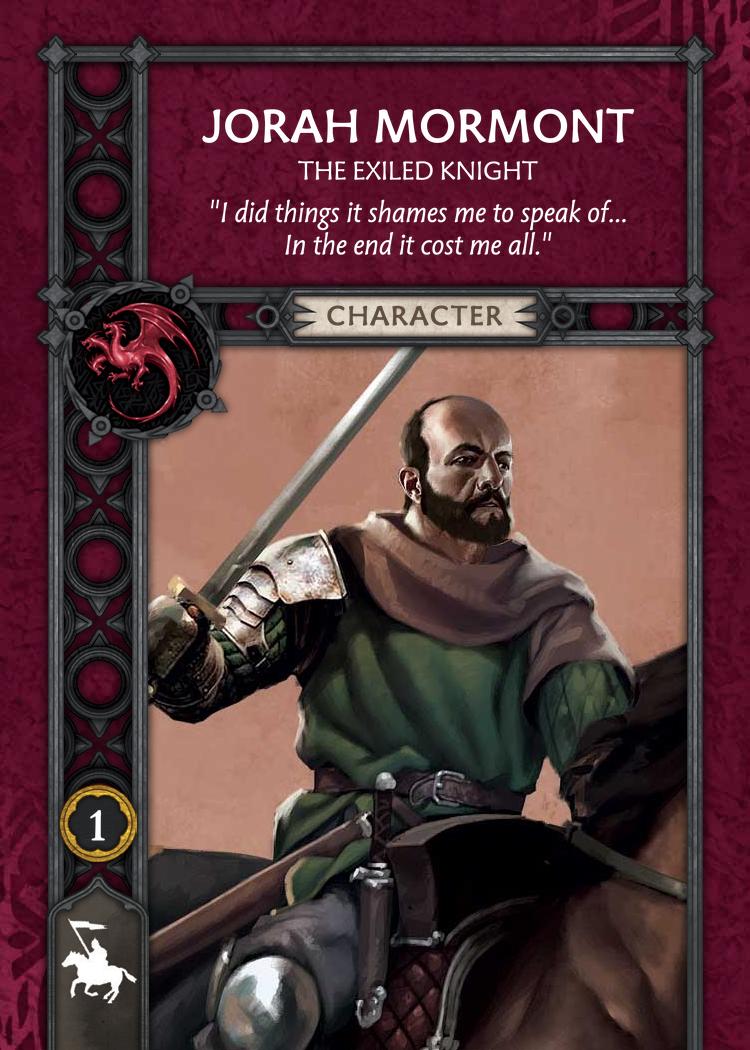 JORAH MORMONT
THE EXILED KNIGHT
"I did things it shames me to speak of...
In the end it cost me all."
CHARACTER
1